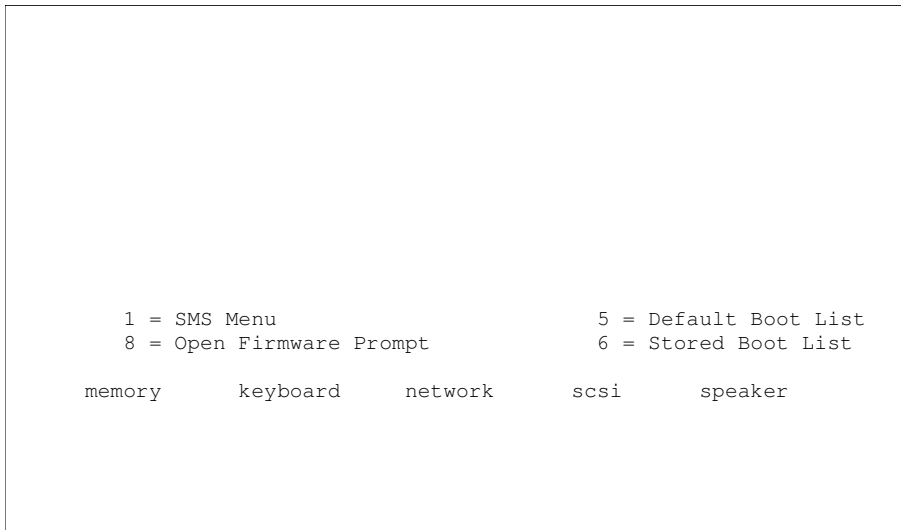 1 = SMS Menu 5 = Default Boot List
8 = Open Firmware Prompt 6 = Stored Boot List
memory keyboard network scsi speaker